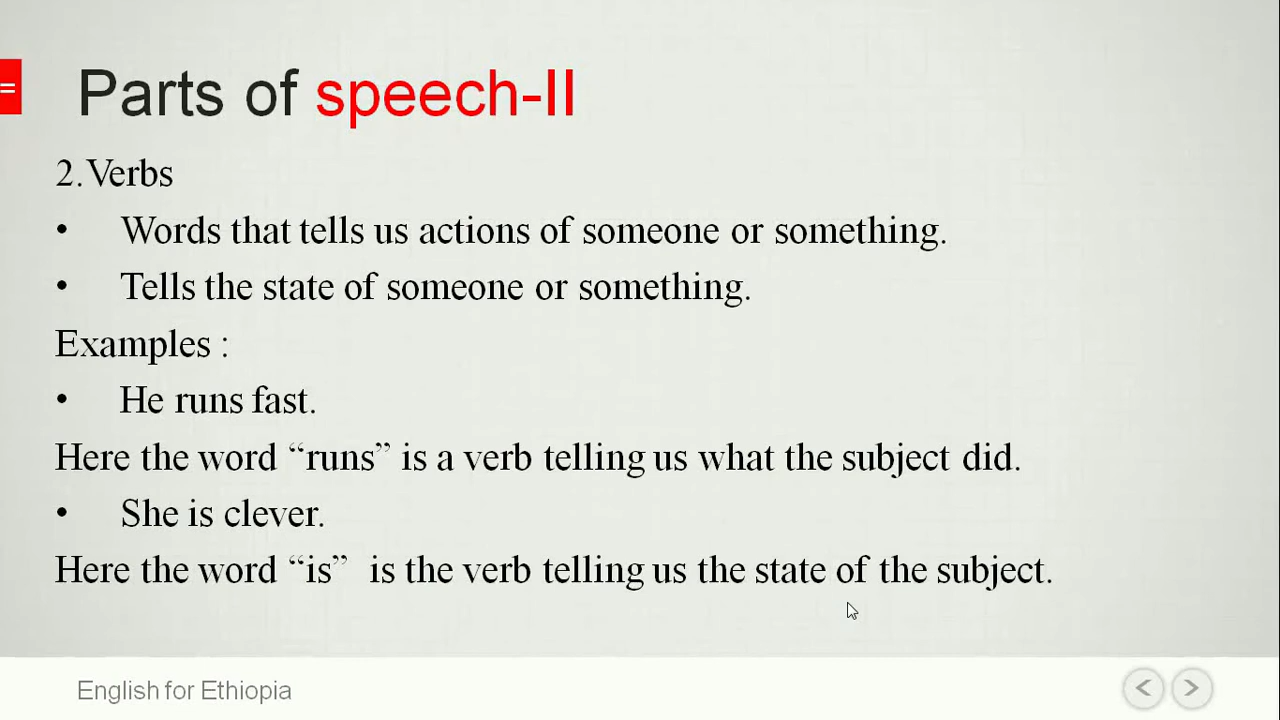 =
Parts of speech-II
2.Verbs
• Words that tells us actions of someone or something.
• Tells the state of someone or something.
Examples :
• He runs fast.
Here the word “runs” is a verb telling us what the subject did.
• She is clever.
Here the word “is”  is the verb telling us the state of the subject.
English for Ethiopia
< >